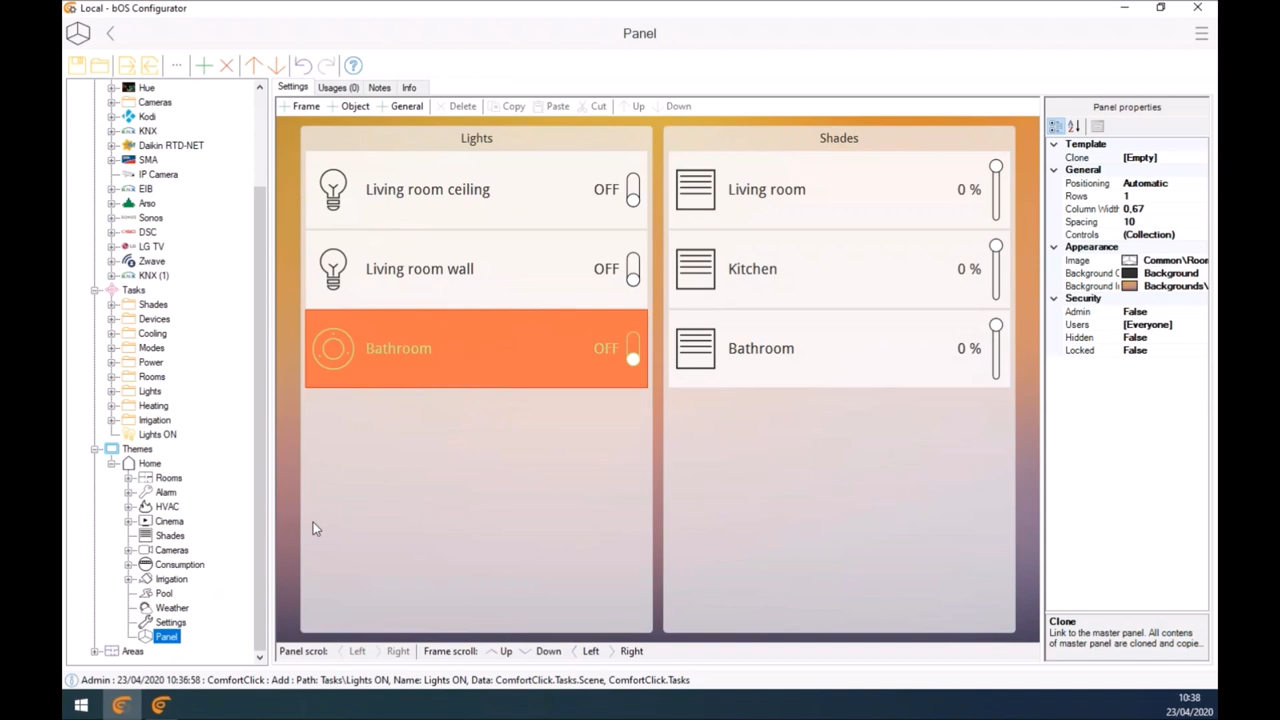 Local - bOS Configurator
Panel
Settings
Usages (0)
Notes
Info
Frame
Object
General
Delete
Copy
Paste
Cut
Up
Down
Hue
Cameras
Kodi
KNX
Daikin RTD-NET
SMA
IP Camera
EIB
Arso
Sonos
DSC
LG TV
Zwave
KNX (1)
Tasks
Shades
Devices
Cooling
Modes
Power
Rooms
Lights
Heating
Irrigation
Lights ON
Themes
Home
Rooms
Alarm
HVAC
Cinema
Shades
Cameras
Consumption
Irrigation
Pool
Weather
Settings
Panel
Areas
Lights
Living room ceiling OFF
Living room wall OFF
Bathroom OFF
Shades
Living room 0 %
Kitchen 0 %
Bathroom 0 %
Panel scrol: Left Right Frame scroll: Up Down Left Right
Panel properties
Template
Clone [Empty]
General
Positioning Automatic
Rows 1
Column Width 0,67
Spacing 10
Controls (Collection)
Appearance
Image Common\Roor
Background C Background
Background I Backgrounds\
Security
Admin False
Users [Everyone]
Hidden False
Locked False
Clone
Link to the master panel. All contens
of master panel are cloned and copie...
Admin : 23/04/2020 10:36:58 : ComfortClick : Add : Path: Tasks\Lights ON, Name: Lights ON, Data: ComfortClick.Tasks.Scene, ComfortClick.Tasks
10:38
23/04/2020